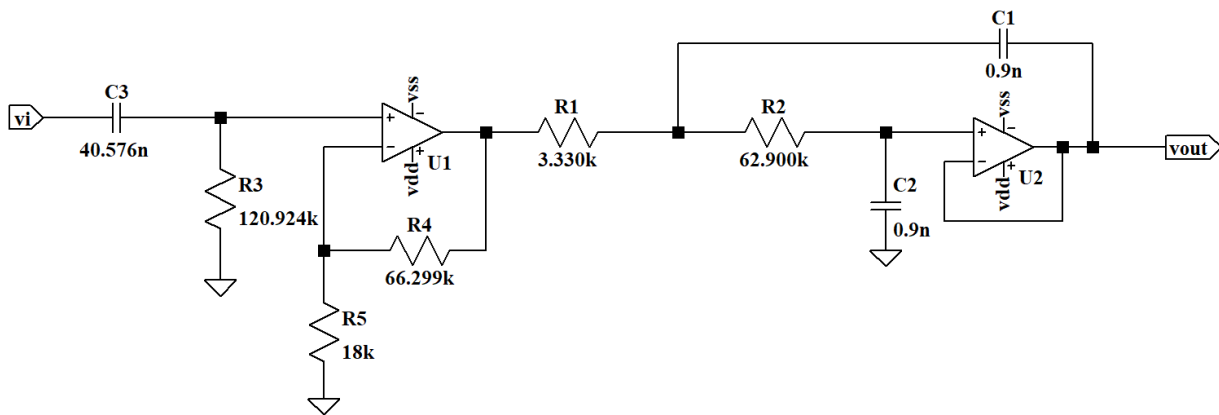 C1
0.9n
C3
vi
40.576n
vss
+
−
−
+
vdd
U1
R1
3.330k
R2
62.900k
vss
+
−
−
+
vdd
U2
vout
R3
120.924k
R4
66.299k
C2
0.9n
R5
18k